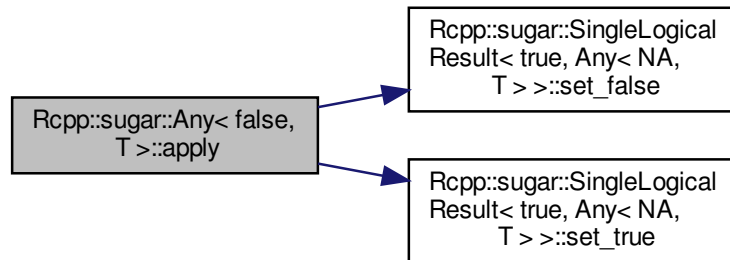 Rcpp::sugar::SingleLogical
Result< true, Any< NA,
T > >::set_false
Rcpp::sugar::Any< false,
T >::apply
Rcpp::sugar::SingleLogical
Result< true, Any< NA,
T > >::set_true